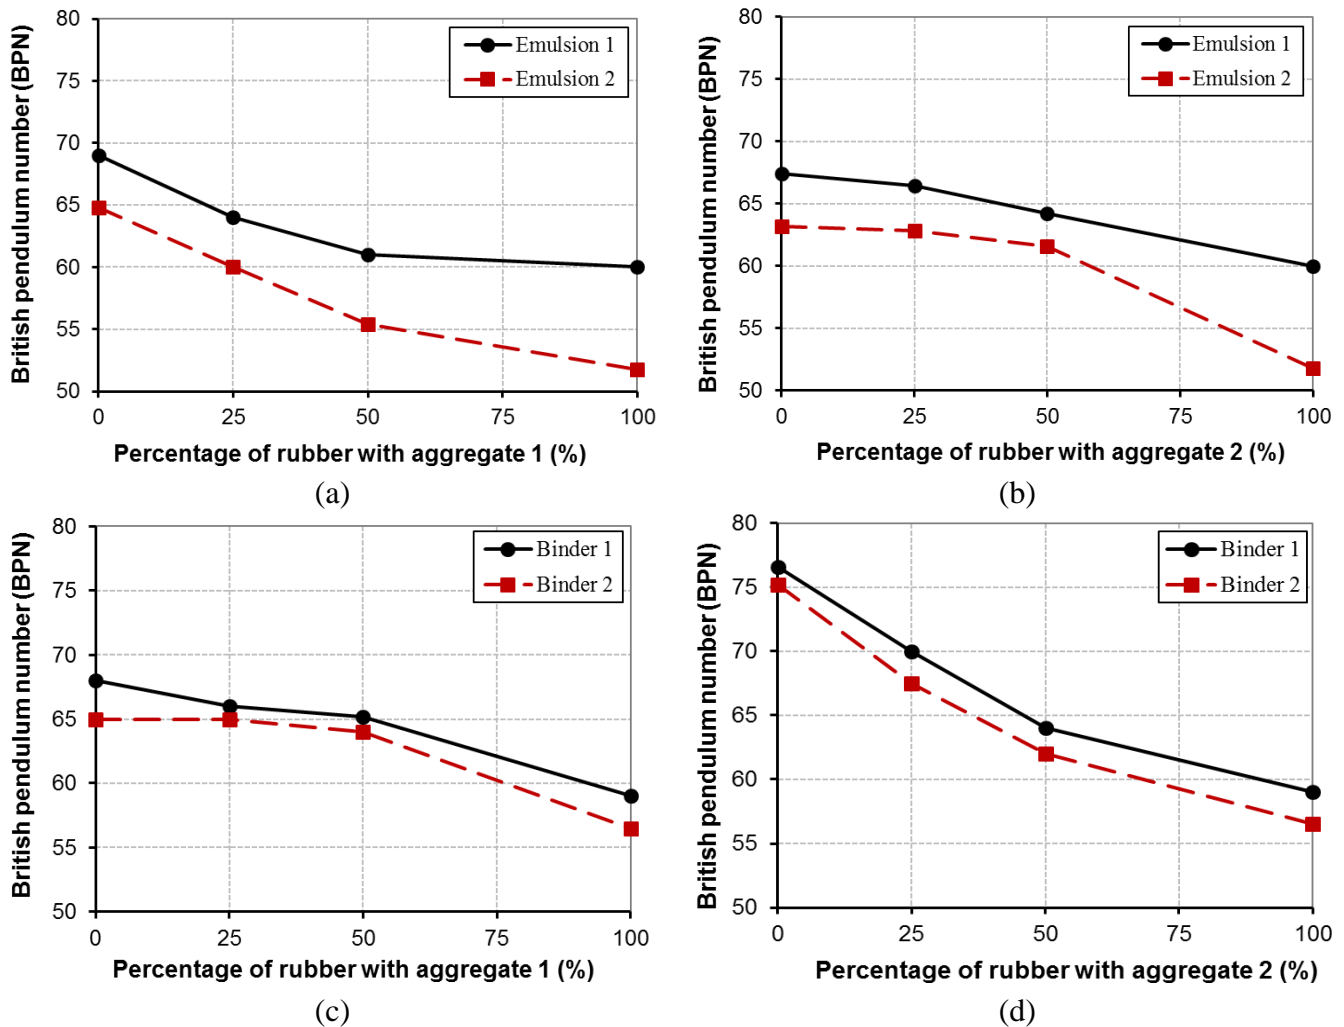 British pendulum number (BPN)
80
75
70
65
60
55
50
0
25
50
75
100
Emulsion 1
Emulsion 2
Percentage of rubber with aggregate 1 (%)
(a)
British pendulum number (BPN)
80
75
70
65
60
55
50
0
25
50
75
100
Emulsion 1
Emulsion 2
Percentage of rubber with aggregate 2 (%)
(b)
British pendulum number (BPN)
80
75
70
65
60
55
50
0
25
50
75
100
Binder 1
Binder 2
Percentage of rubber with aggregate 1 (%)
(c)
British pendulum number (BPN)
80
75
70
65
60
55
50
0
25
50
75
100
Binder 1
Binder 2
Percentage of rubber with aggregate 2 (%)
(d)